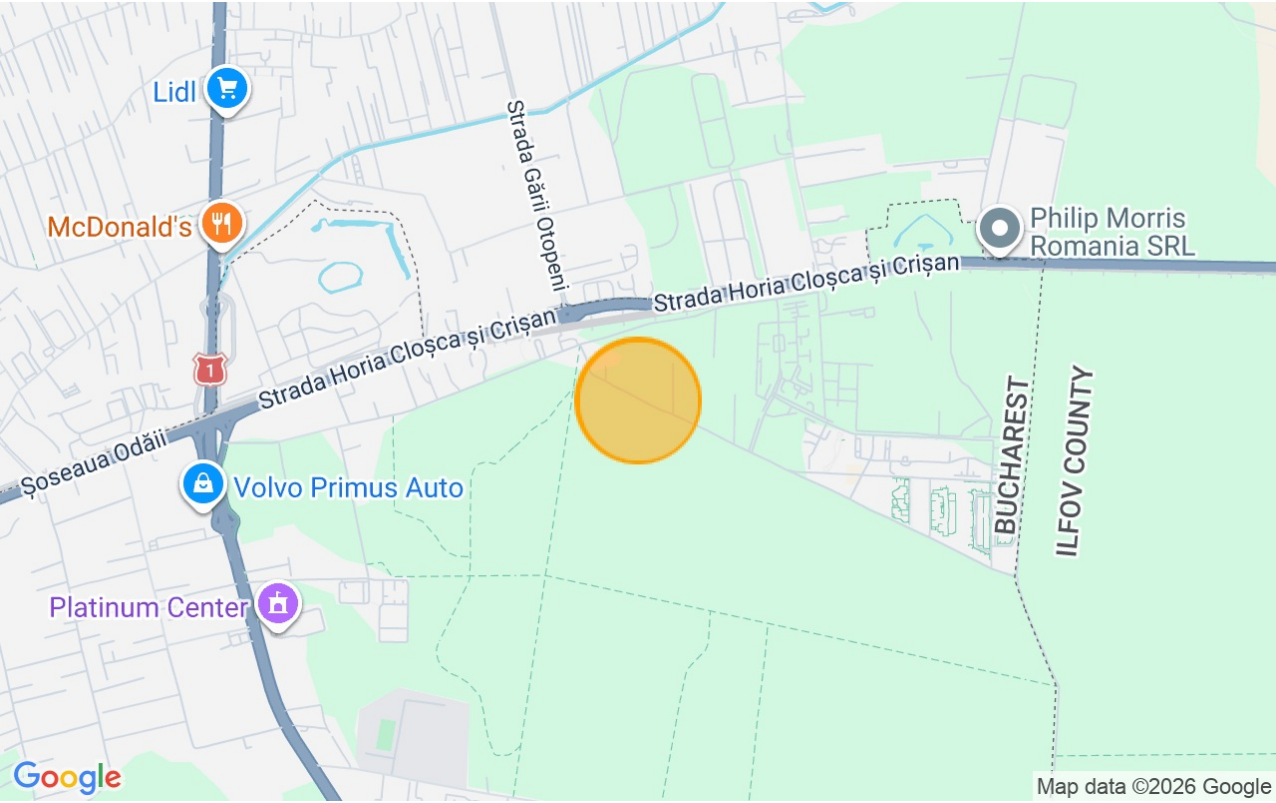 Lidl
Strada Gării Otopeni
McDonald's
Philip Morris
Romania SRL
Strada Horia Cloșca și Crișan
Strada Horia Cloșca și Crișan
1
Șoseaua Odăii
BUCHAREST
ILFOV COUNTY
Volvo Primus Auto
Platinum Center
Google
Map data ©2026 Google